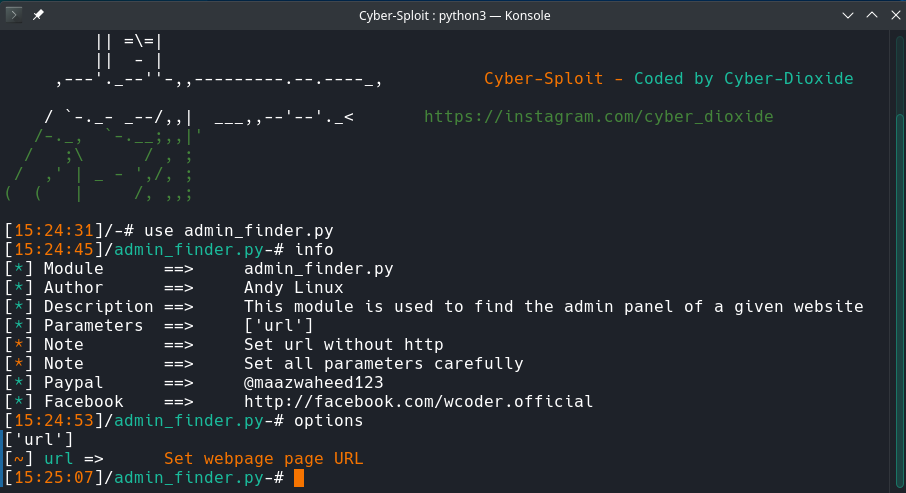 Cyber-Sploit : python3 — Konsole
|| =\=|
||  - |
,---'._--''-,,---------.--.----_,          Cyber-Sploit - Coded by Cyber-Dioxide
/ `-._- _--/,,|  ___,,--'--'._<       https://instagram.com/cyber_dioxide
/-._,  `-.__;,,|'
/   ;\      / , ;
/  ,' | _ - ',/, ;
(  (   |     /, ,,;
[15:24:31]/-# use admin_finder.py
[15:24:45]/admin_finder.py-# info
[*] Module      ==>     admin_finder.py
[*] Author      ==>     Andy Linux
[*] Description ==>     This module is used to find the admin panel of a given website
[*] Parameters  ==>     ['url']
[*] Note        ==>     Set url without http
[*] Note        ==>     Set all parameters carefully
[*] Paypal      ==>     @maazwaheed123
[*] Facebook    ==>     http://facebook.com/wcoder.official
[15:24:53]/admin_finder.py-# options
['url']
[~] url =>      Set webpage page URL
[15:25:07]/admin_finder.py-#